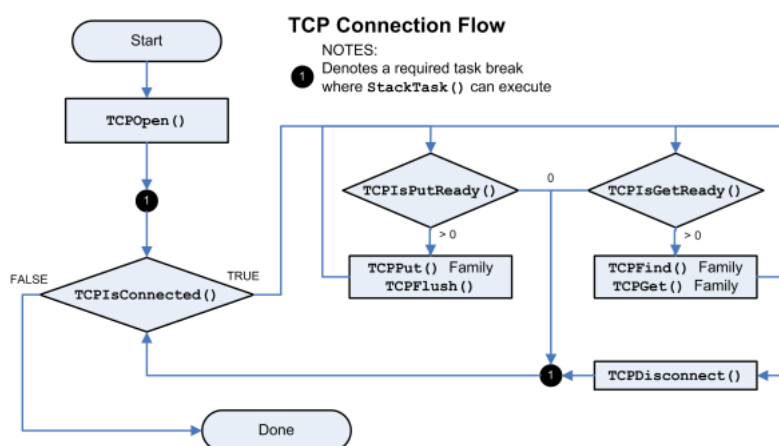 TCP Connection Flow
NOTES:
1 Denotes a required task break
where StackTask() can execute
Start
TCPOpen()
1
FALSE
TRUE
TCPIsConnected()
TCPIsPutReady()
0
TCPIsGetReady()
> 0
> 0
TCPPut() Family
TCPFlush()
TCPFind() Family
TCPGet() Family
1
TCPDisconnect()
Done